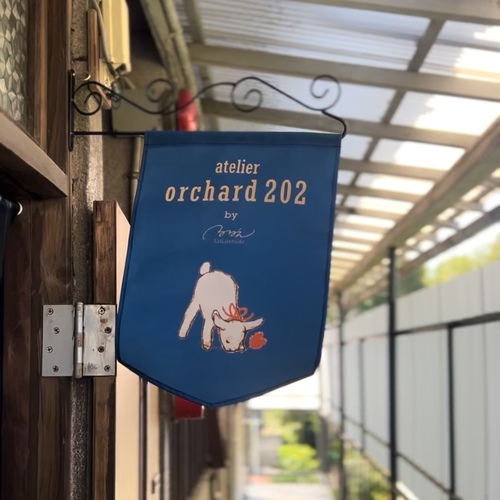 atelier
orchard 202
by